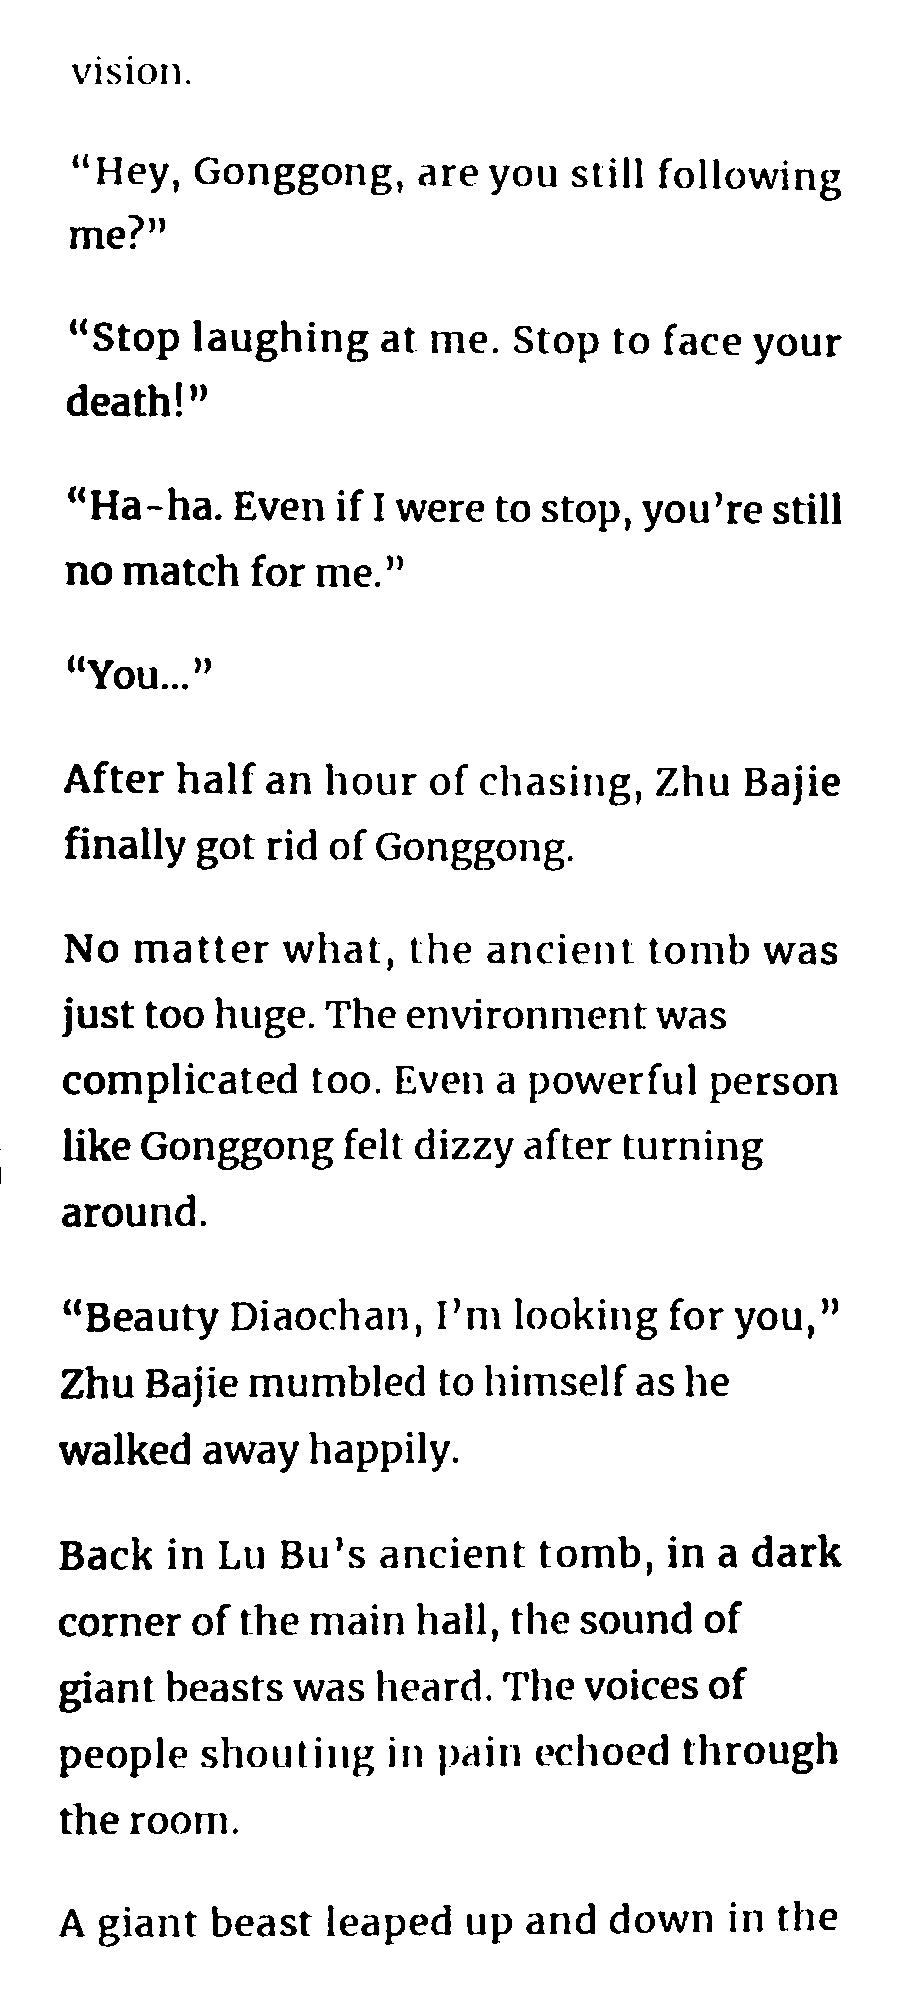 vision.
“Hey, Gonggong, are you still following
me?”
“Stop laughing at me. Stop to face your
death!”
“Ha-ha. Even if I were to stop, you’re still
no match for me.”
“You...”
After half an hour of chasing, Zhu Bajie
finally got rid of Gonggong.
No matter what, the ancient tomb was
just too huge. The environment was
complicated too. Even a powerful person
like Gonggong felt dizzy after turning
around.
“Beauty Diaochan, I’m looking for you,”
Zhu Bajie mumbled to himself as he
walked away happily.
Back in Lu Bu’s ancient tomb, in a dark
corner of the main hall, the sound of
giant beasts was heard. The voices of
people shouting in pain echoed through
the room.
A giant beast leaped up and down in the